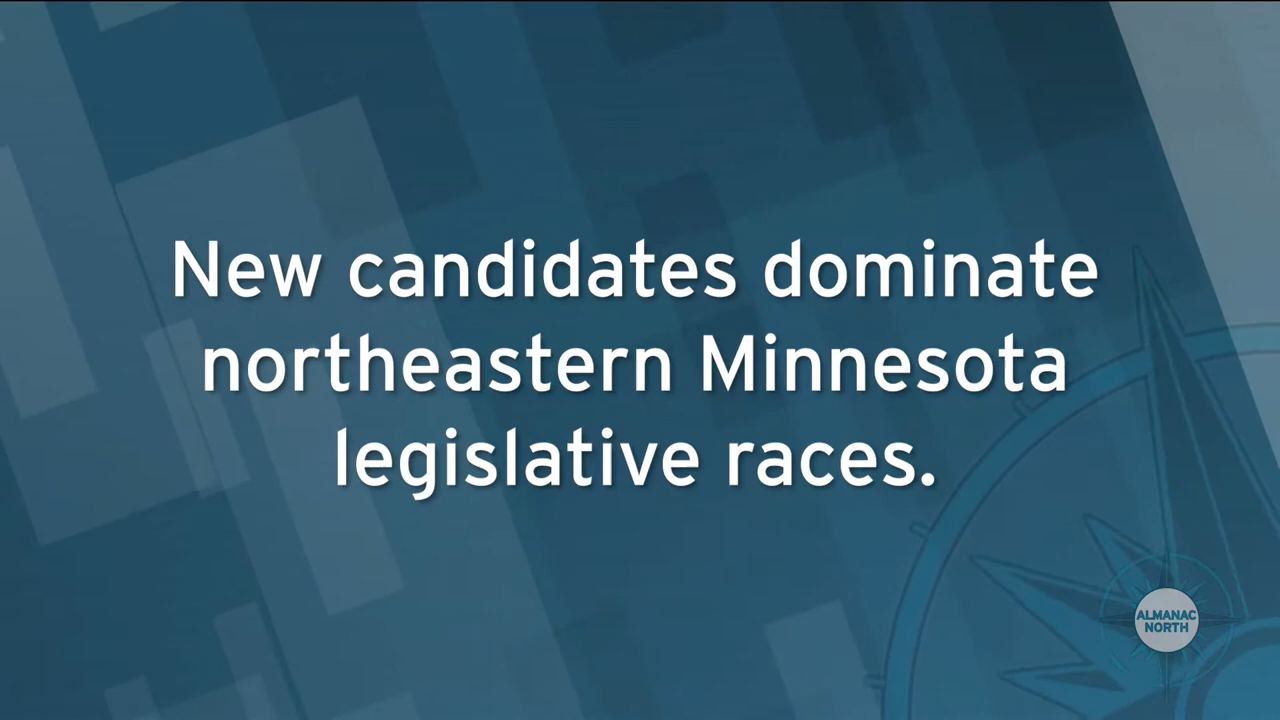 New candidates dominate
northeastern Minnesota
legislative races.
ALMANAC
NORTH